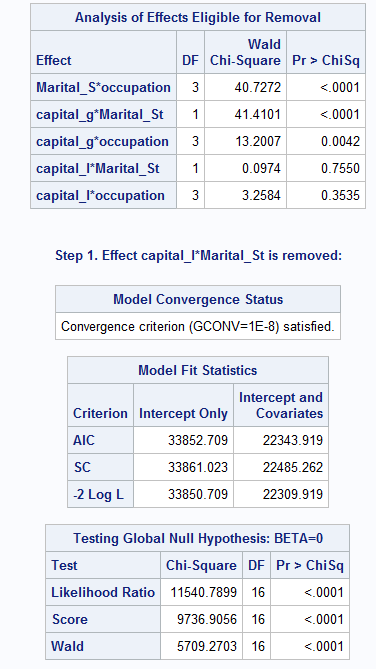 Analysis of Effects Eligible for Removal
Effect DF Wald Chi-Square Pr > ChiSq
Marital_S*occupation 3 40.7272 <.0001
capital_g*Marital_St 1 41.4101 <.0001
capital_g*occupation 3 13.2007 0.0042
capital_l*Marital_St 1 0.0974 0.7550
capital_l*occupation 3 3.2584 0.3535
Step 1. Effect capital_l*Marital_St is removed:
Model Convergence Status
Convergence criterion (GCONV=1E-8) satisfied.
Model Fit Statistics
Criterion Intercept Only Intercept and Covariates
AIC 33852.709 22343.919
SC 33861.023 22485.262
-2 Log L 33850.709 22309.919
Testing Global Null Hypothesis: BETA=0
Test Chi-Square DF Pr > ChiSq
Likelihood Ratio 11540.7899 16 <.0001
Score 9736.9056 16 <.0001
Wald 5709.2703 16 <.0001